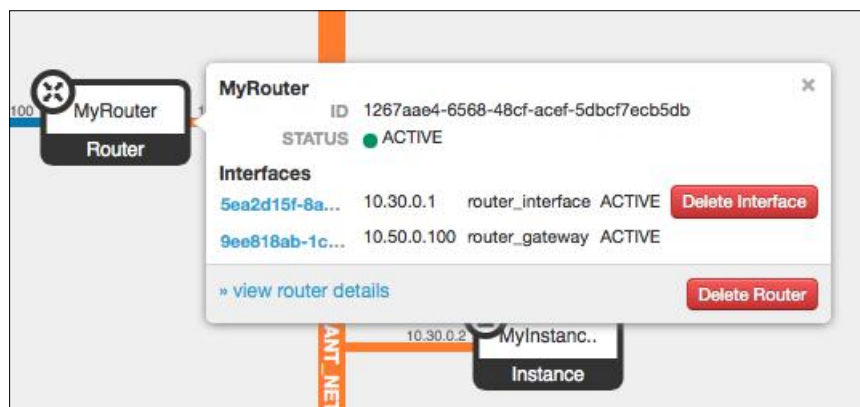 MyRouter
ID 1267aae4-6568-48cf-acef-5dbcf7ecb5db
STATUS ACTIVE
Interfaces
5ea2d15f-8a... 10.30.0.1 router_interface ACTIVE Delete Interface
9ee818ab-1c... 10.50.0.100 router_gateway ACTIVE
» view router details Delete Router
100
MyRouter
Router
10.30.0.2
MyInstanc..
Instance
ANT_NET